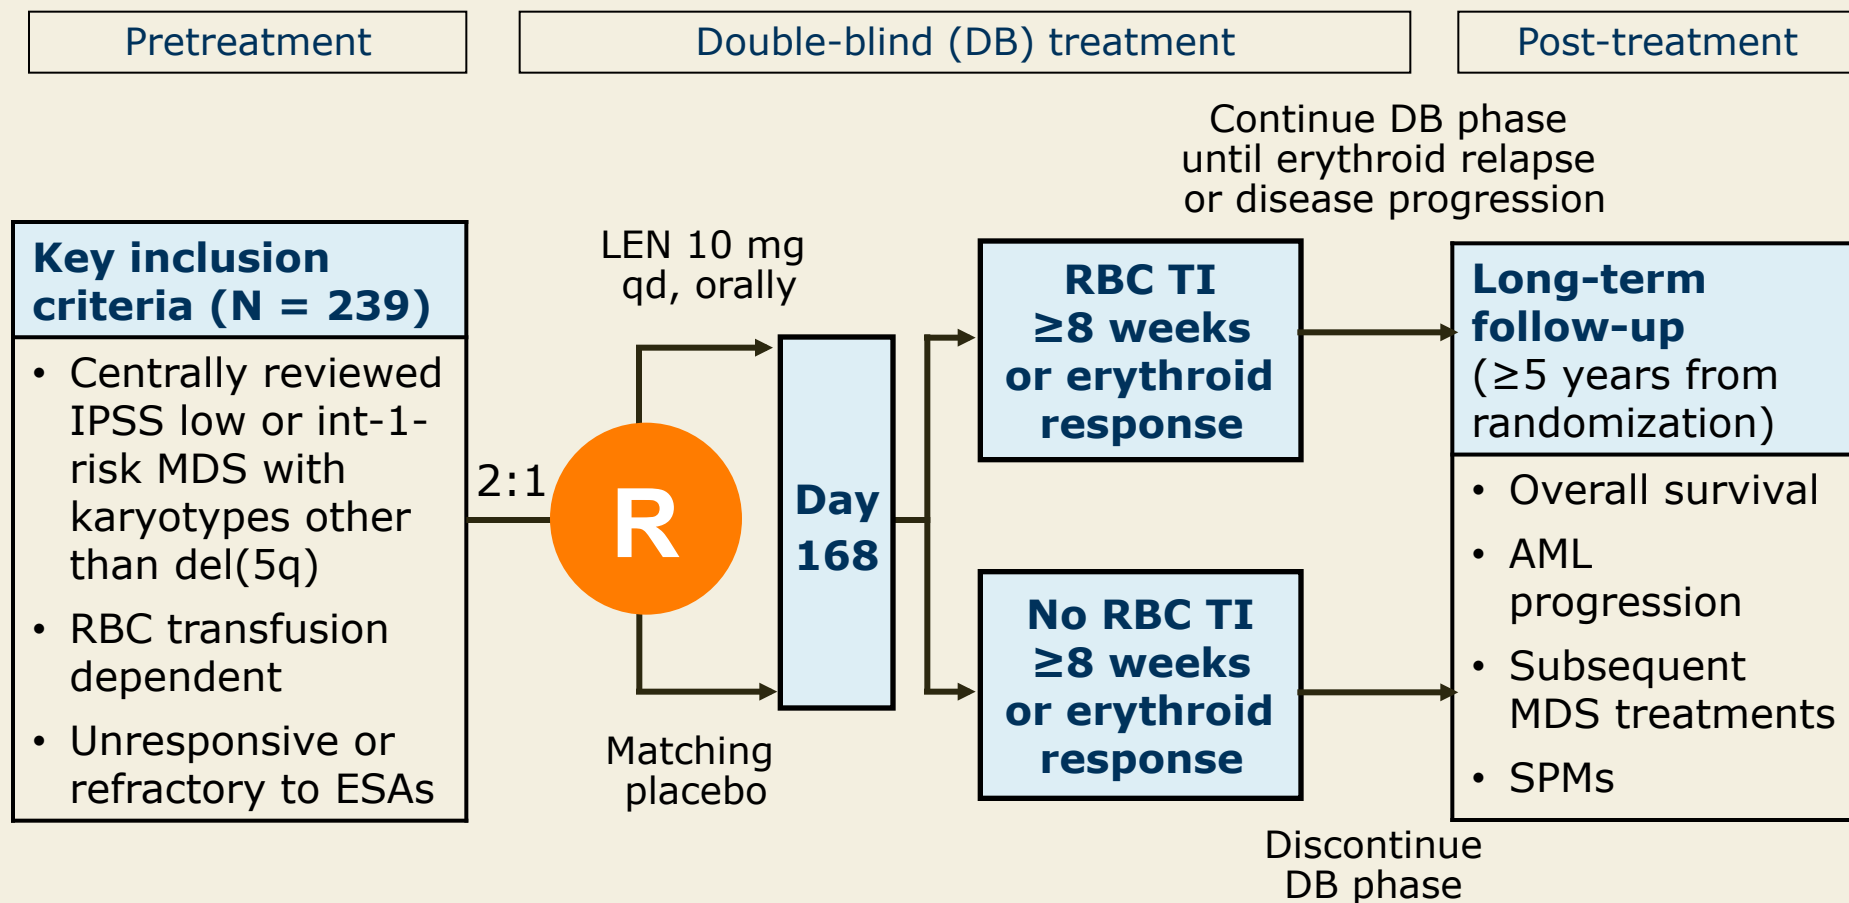 Pretreatment
Double-blind (DB) treatment
Post-treatment
Key inclusion
criteria (N = 239)
• Centrally reviewed
IPSS low or int-1-
risk MDS with
karyotypes other
than del(5q)
• RBC transfusion
dependent
• Unresponsive or
refractory to ESAs
2:1
R
LEN 10 mg
qd, orally
Matching
placebo
Day
168
Continue DB phase
until erythroid relapse
or disease progression
RBC TI
≥8 weeks
or erythroid
response
No RBC TI
≥8 weeks
or erythroid
response
Discontinue
DB phase
Long-term
follow-up
(≥5 years from
randomization)
• Overall survival
• AML
progression
• Subsequent
MDS treatments
• SPMs